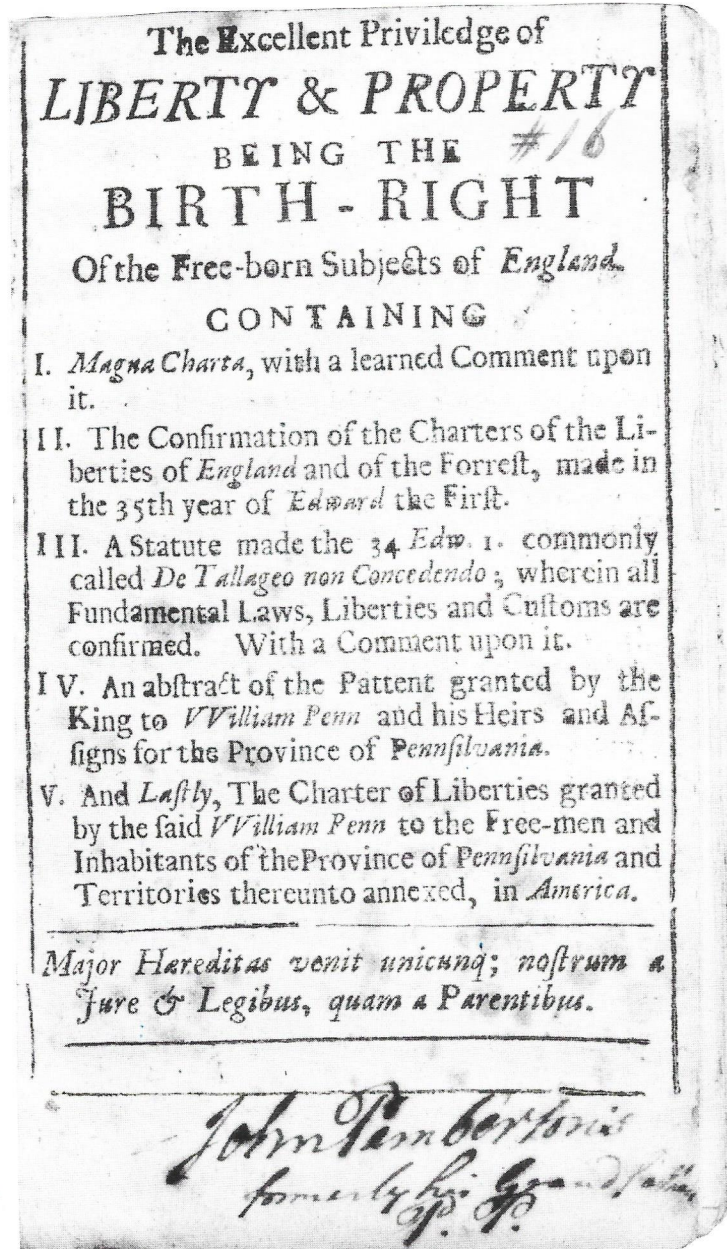 The Excellent Priviledge of
LIBERTY & PROPERTY
BEING THE
#16
BIRTH-RIGHT
Of the Free-born Subjects of England.
CONTAINING
I. Magna Charta, with a learned Comment upon
it.
II. The Confirmation of the Charters of the Li-
berties of England and of the Forreſt, made in
the 35th year of Edward the Firſt.
III. A Statute made the 34 Edw. 1. commonly
called De Tallageo non Concedendo; wherein all
Fundamental Laws, Liberties and Cuſtoms are
confirmed. With a Comment upon it.
IV. An abſtract of the Pattent granted by the
King to VVilliam Penn and his Heirs and Aſ-
ſigns for the Province of Pennſilvania.
V. And Laſtly, The Charter of Liberties granted
by the ſaid VVilliam Penn to the Free-men and
Inhabitants of the Province of Pennſilvania and
Territories thereunto annexed, in America.
Major Hæreditas venit unicunq; noſtrum a
Jure & Legibus, quam a Parentibus.
John Pemberton's
formerly his Grandfather
P. P.